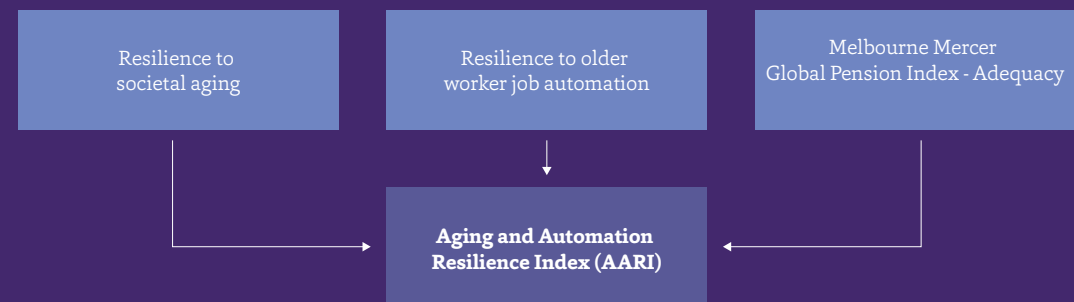 Resilience to
societal aging
Resilience to older
worker job automation
Melbourne Mercer
Global Pension Index - Adequacy
Aging and Automation
Resilience Index (AARI)